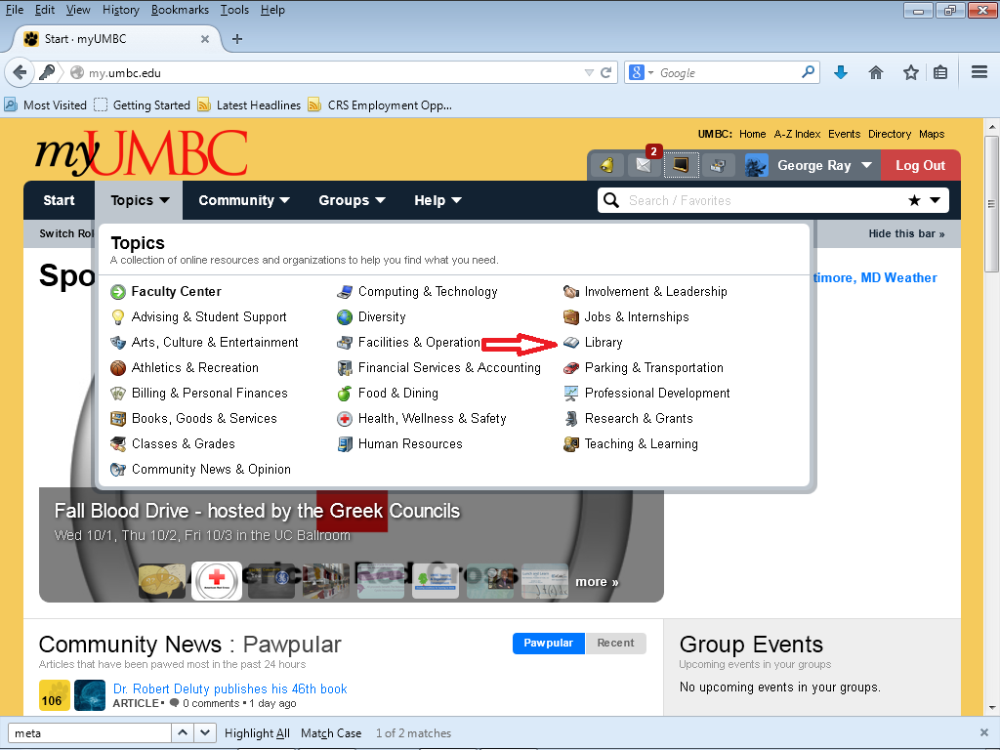 File Edit View History Bookmarks Tools Help
Start · myUMBC
my.umbc.edu
Google
Most Visited Getting Started Latest Headlines CRS Employment Opp...
myUMBC
UMBC: Home A-Z Index Events Directory Maps
2
George Ray Log Out
Start Topics Community Groups Help Search / Favorites
Switch Rol Hide this bar »
Topics
A collection of online resources and organizations to help you find what you need.
Spo
timore, MD Weather
Faculty Center Computing & Technology Involvement & Leadership
Advising & Student Support Diversity Jobs & Internships
Arts, Culture & Entertainment Facilities & Operation Library
Athletics & Recreation Financial Services & Accounting Parking & Transportation
Billing & Personal Finances Food & Dining Professional Development
Books, Goods & Services Health, Wellness & Safety Research & Grants
Classes & Grades Human Resources Teaching & Learning
Community News & Opinion
Fall Blood Drive - hosted by the Greek Councils
Wed 10/1, Thu 10/2, Fri 10/3 in the UC Ballroom
more »
Community News : Pawpular
Pawpular Recent
Articles that have been pawed most in the past 24 hours
106
Dr. Robert Deluty publishes his 46th book
ARTICLE • 0 comments • 1 day ago
Group Events
Upcoming events in your groups
No upcoming events in your groups.
meta Highlight All Match Case 1 of 2 matches